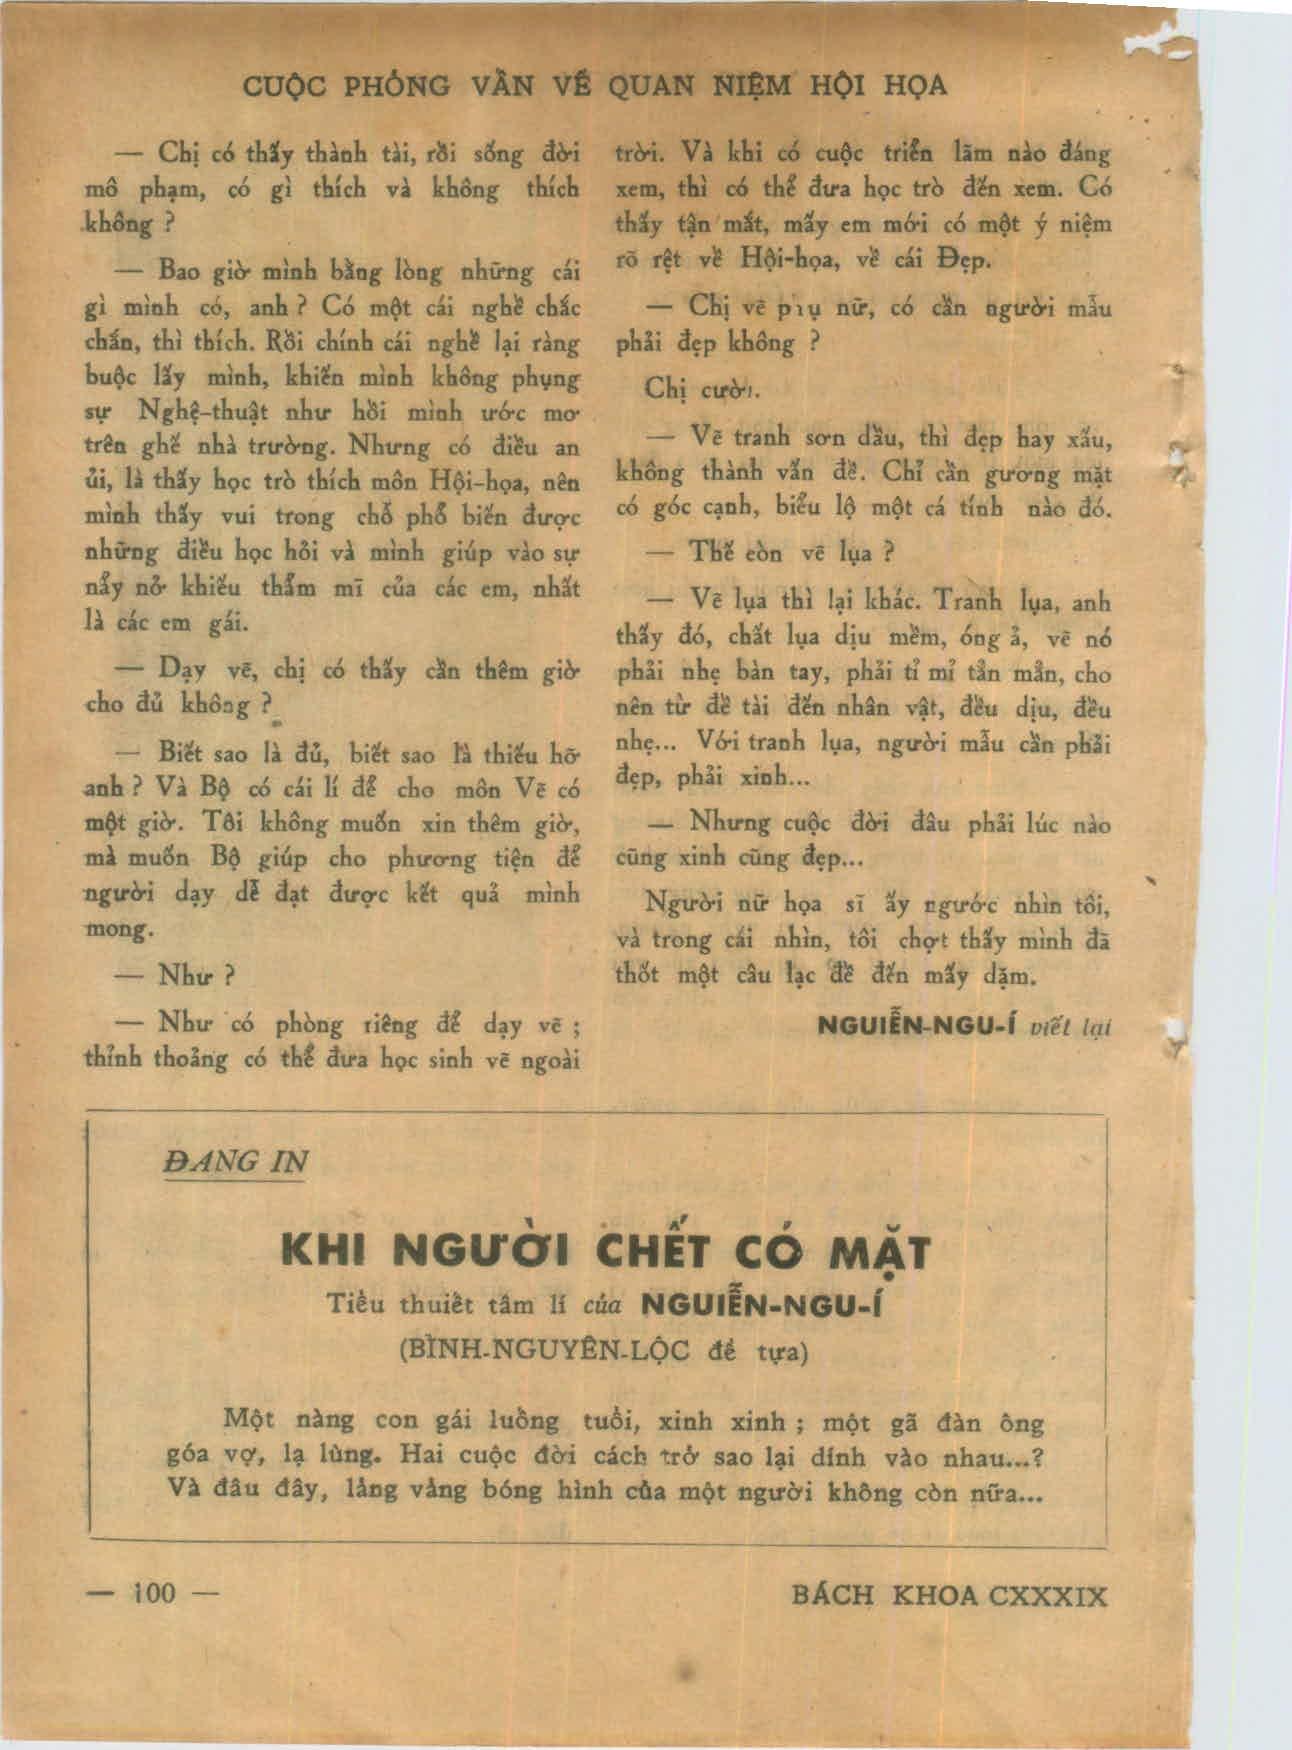 CUỘC PHỎNG VẤN VỀ QUAN NIỆM HỘI HỌA
— Chị có thấy thành tài, rồi sống đời
mô phạm, có gì thích và không thích
không ?
— Bao giờ mình bằng lòng những cái
gì mình có, anh ? Có một cái nghề chắc
chắn, thì thích. Rồi chính cái nghề lại ràng
buộc lấy mình, khiến mình không phụng
sự Nghệ-thuật như hồi mình ước mơ
trên ghế nhà trường. Nhưng có điều an
ủi, là thấy học trò thích môn Hội-họa, nên
mình thấy vui trong chỗ phổ biến được
những điều học hỏi và mình giúp vào sự
nẩy nở khiếu thẩm mĩ của các em, nhất
là các em gái.
— Dạy vẽ, chị có thấy cần thêm giờ
cho đủ không ?
— Biết sao là đủ, biết sao là thiếu hở
anh ? Và Bộ có cái lí để cho môn Vẽ có
một giờ. Tôi không muốn xin thêm giờ,
mà muốn Bộ giúp cho phương tiện để
người dạy dễ đạt được kết quả mình
mong.
— Như ?
— Như có phòng riêng để dạy vẽ ;
thỉnh thoảng có thể đưa học sinh vẽ ngoài
trời. Và khi có cuộc triển lãm nào đáng
xem, thì có thể đưa học trò đến xem. Có
thấy tận mắt, mấy em mới có một ý niệm
rõ rệt về Hội-họa, về cái Đẹp.
— Chị vẽ phụ nữ, có cần người mẫu
phải đẹp không ?
Chị cười.
— Vẽ tranh sơn dầu, thì đẹp hay xấu,
không thành vấn đề. Chỉ cần gương mặt
có góc cạnh, biểu lộ một cá tính nào đó.
— Thế còn vẽ lụa ?
— Vẽ lụa thì lại khác. Tranh lụa, anh
thấy đó, chất lụa dịu mềm, óng ả, vẽ nó
phải nhẹ bàn tay, phải tỉ mỉ tẩn mẩn, cho
nên từ đề tài đến nhân vật, đều dịu, đều
nhẹ... Với tranh lụa, người mẫu cần phải
đẹp, phải xinh...
— Nhưng cuộc đời đâu phải lúc nào
cũng xinh cũng đẹp...
Người nữ họa sĩ ấy ngước nhìn tôi,
và trong cái nhìn, tôi chợt thấy mình đã
thốt một câu lạc đề đến mấy dặm.
NGUIỄN-NGU-Í viết lại
ĐANG IN
KHI NGƯỜI CHẾT CÓ MẶT
Tiểu thuiết tâm lí của NGUIỄN-NGU-Í
(BÌNH-NGUYÊN-LỘC đề tựa)
Một nàng con gái luống tuổi, xinh xinh ; một gã đàn ông
góa vợ, lạ lùng. Hai cuộc đời cách trở sao lại dính vào nhau...?
Và đâu đây, lảng vảng bóng hình của một người không còn nữa...
— 100 —
BÁCH KHOA CXXXIX